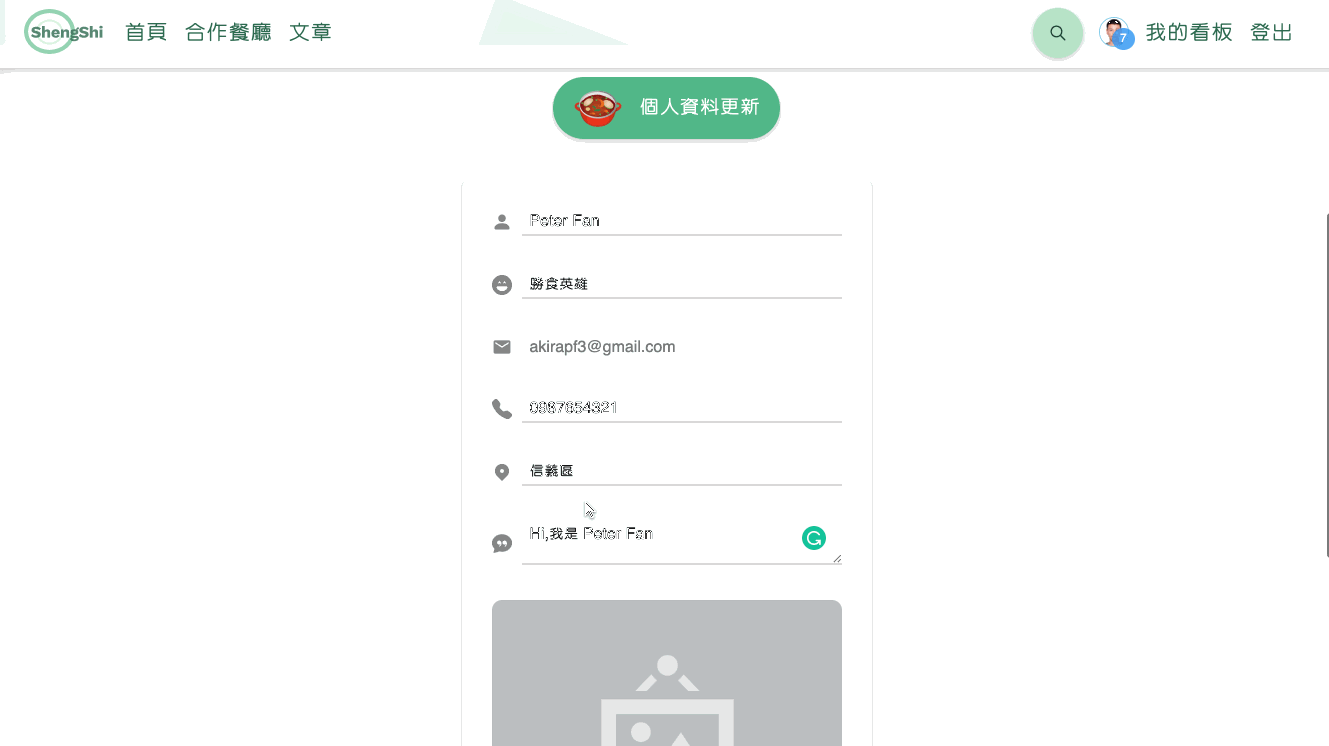 ShengShi 首頁 合作餐廳 文章 7 我的看板 登出
個人資料更新
Peter Fan
勝食英雄
akirapf3@gmail.com
0987654321
信義區
Hi,我是 Peter Fan